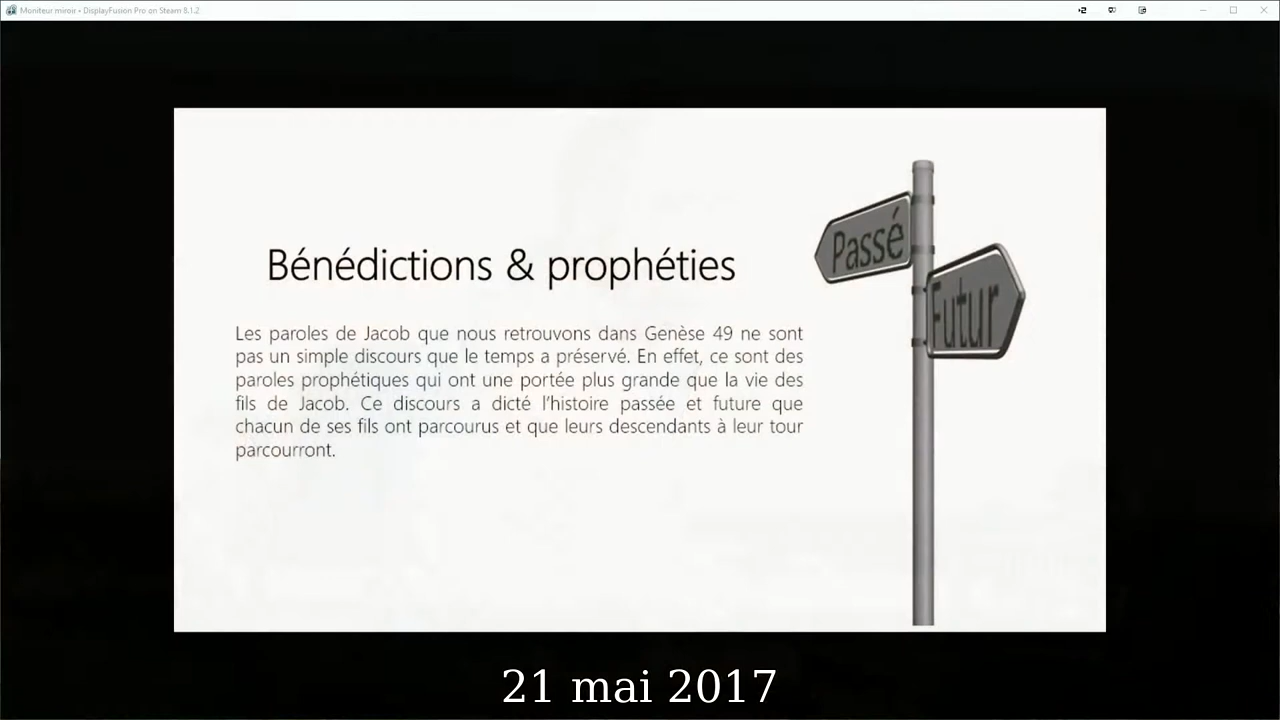 Moniteur miroir • DisplayFusion Pro on Steam 8.1.2
Bénédictions & prophéties
Les paroles de Jacob que nous retrouvons dans Genèse 49 ne sont
pas un simple discours que le temps a préservé. En effet, ce sont des
paroles prophétiques qui ont une portée plus grande que la vie des
fils de Jacob. Ce discours a dicté l'histoire passée et future que
chacun de ses fils ont parcourus et que leurs descendants à leur tour
parcourront.
Passé
Futur
21 mai 2017